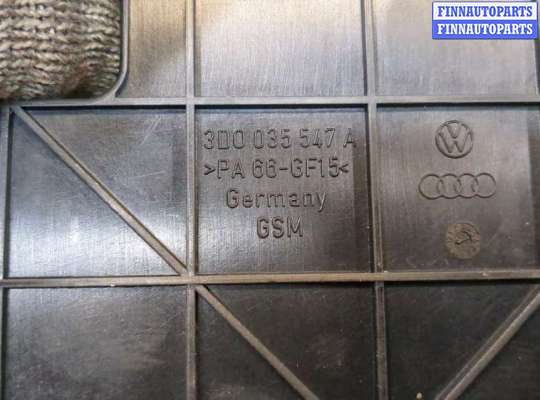 FINNAUTOPARTS
FINNAUTOPARTS
3D0 035 547 A
>PA 66-GF15<
Germany
GSM